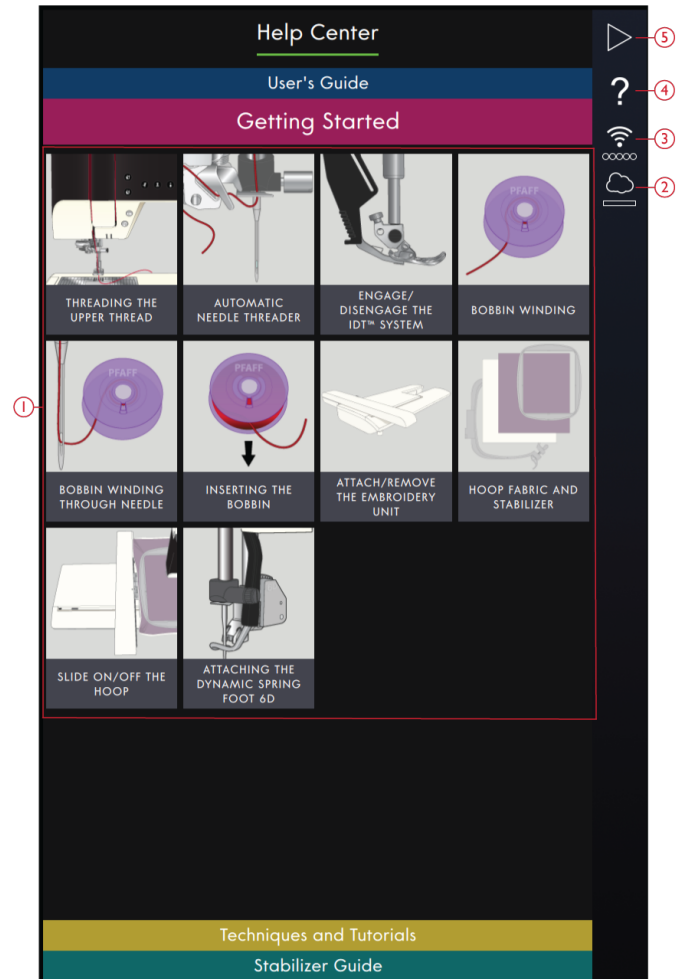 Help Center
User's Guide
Getting Started
5
?
4
3
2
PFAFF
THREADING THE
UPPER THREAD
AUTOMATIC
NEEDLE THREADER
ENGAGE/
DISENGAGE THE
IDT™ SYSTEM
BOBBIN WINDING
1
PFAFF
PFAFF
BOBBIN WINDING
THROUGH NEEDLE
INSERTING THE
BOBBIN
ATTACH/REMOVE
THE EMBROIDERY
UNIT
HOOP FABRIC AND
STABILIZER
SLIDE ON/OFF THE
HOOP
ATTACHING THE
DYNAMIC SPRING
FOOT 6D
Techniques and Tutorials
Stabilizer Guide